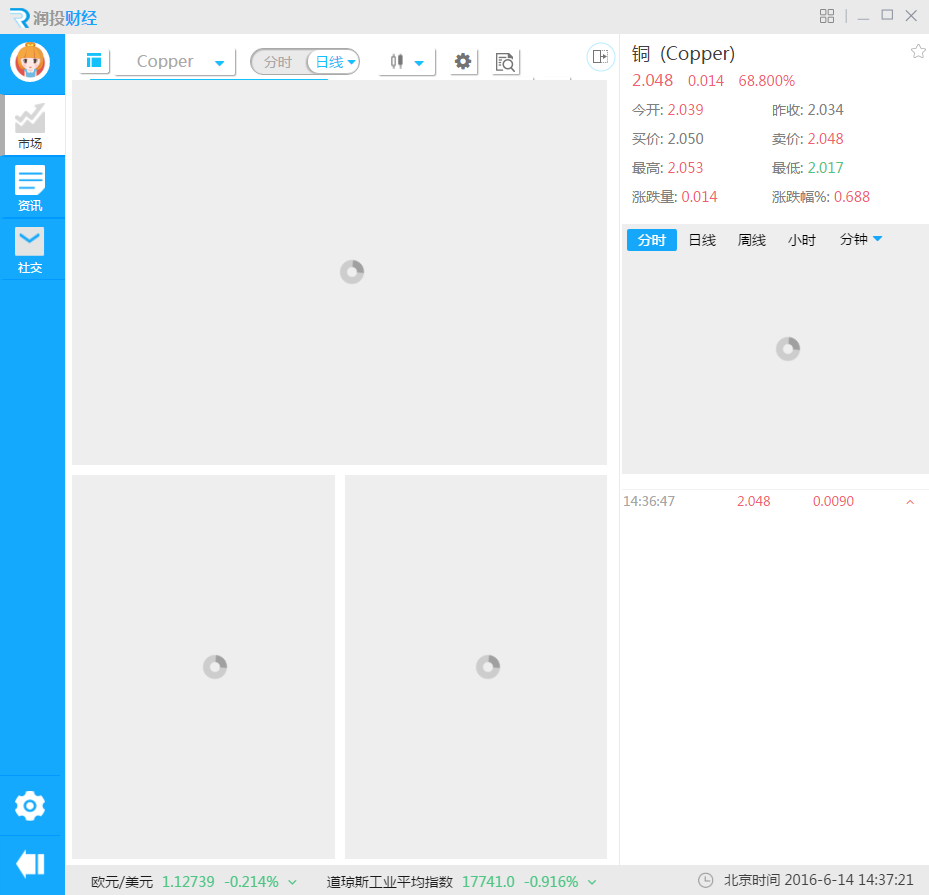 润投财经
市场
资讯
社交
Copper
分时 日线
铜 (Copper)
2.048 0.014 68.800%
今开: 2.039 昨收: 2.034
买价: 2.050 卖价: 2.048
最高: 2.053 最低: 2.017
涨跌量: 0.014 涨跌幅%: 0.688
分时 日线 周线 小时 分钟
14:36:47 2.048 0.0090
欧元/美元 1.12739 -0.214% 道琼斯工业平均指数 17741.0 -0.916% 北京时间 2016-6-14 14:37:21